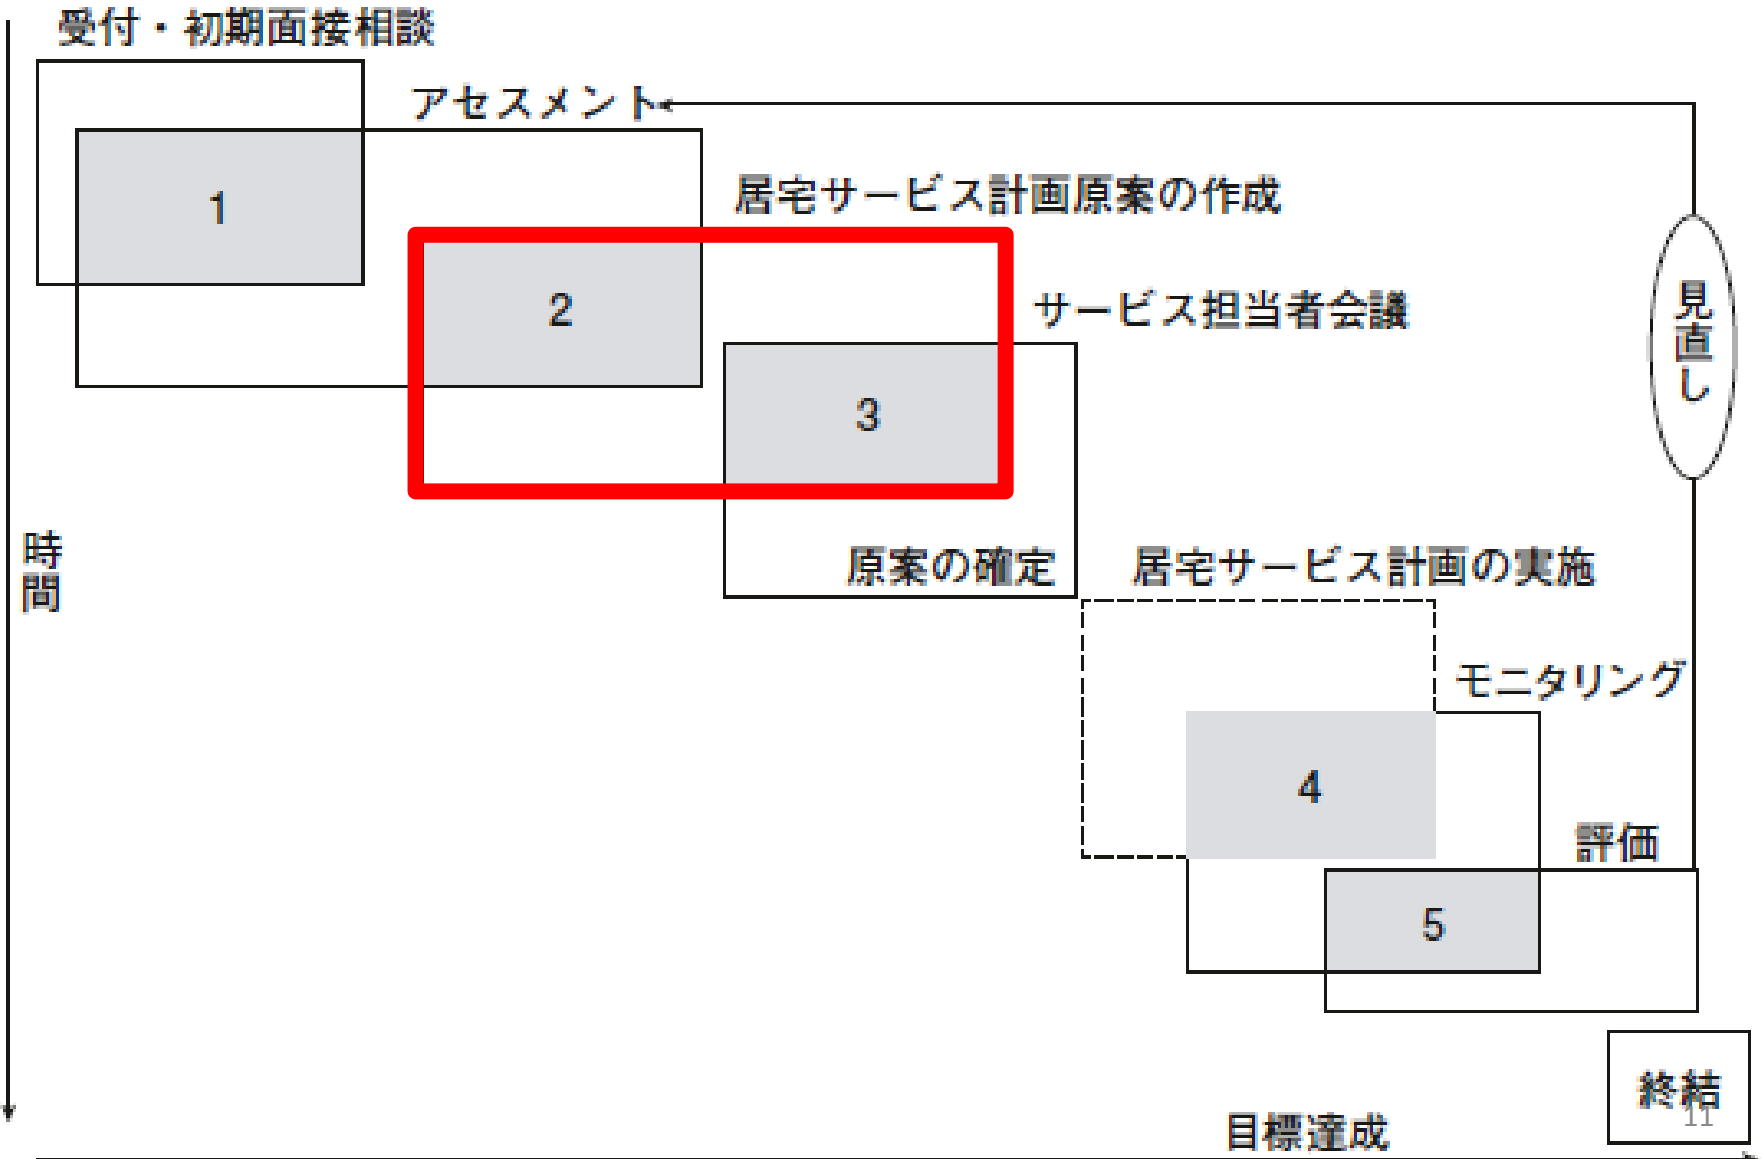 受付・初期面接相談
アセスメント
1
居宅サービス計画原案の作成
2
サービス担当者会議
見直し
3
時間
原案の確定
居宅サービス計画の実施
モニタリング
4
評価
5
終結
11
目標達成